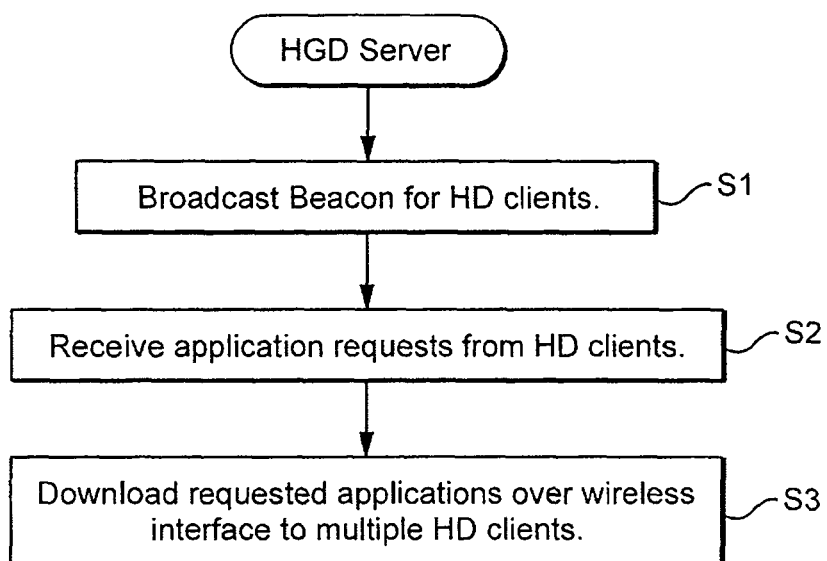 HGD Server
Broadcast Beacon for HD clients.
S1
Receive application requests from HD clients.
S2
Download requested applications over wireless
interface to multiple HD clients.
S3